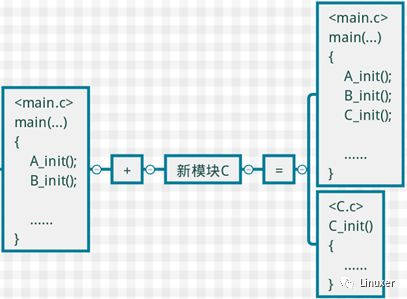 <main.c>
main(...)
{
A_init();
B_init();
......
}
+
新模块C
=
<main.c>
main(...)
{
A_init();
B_init();
C_init();
......
}
<C.c>
C_init()
{
......
}
Linuxer